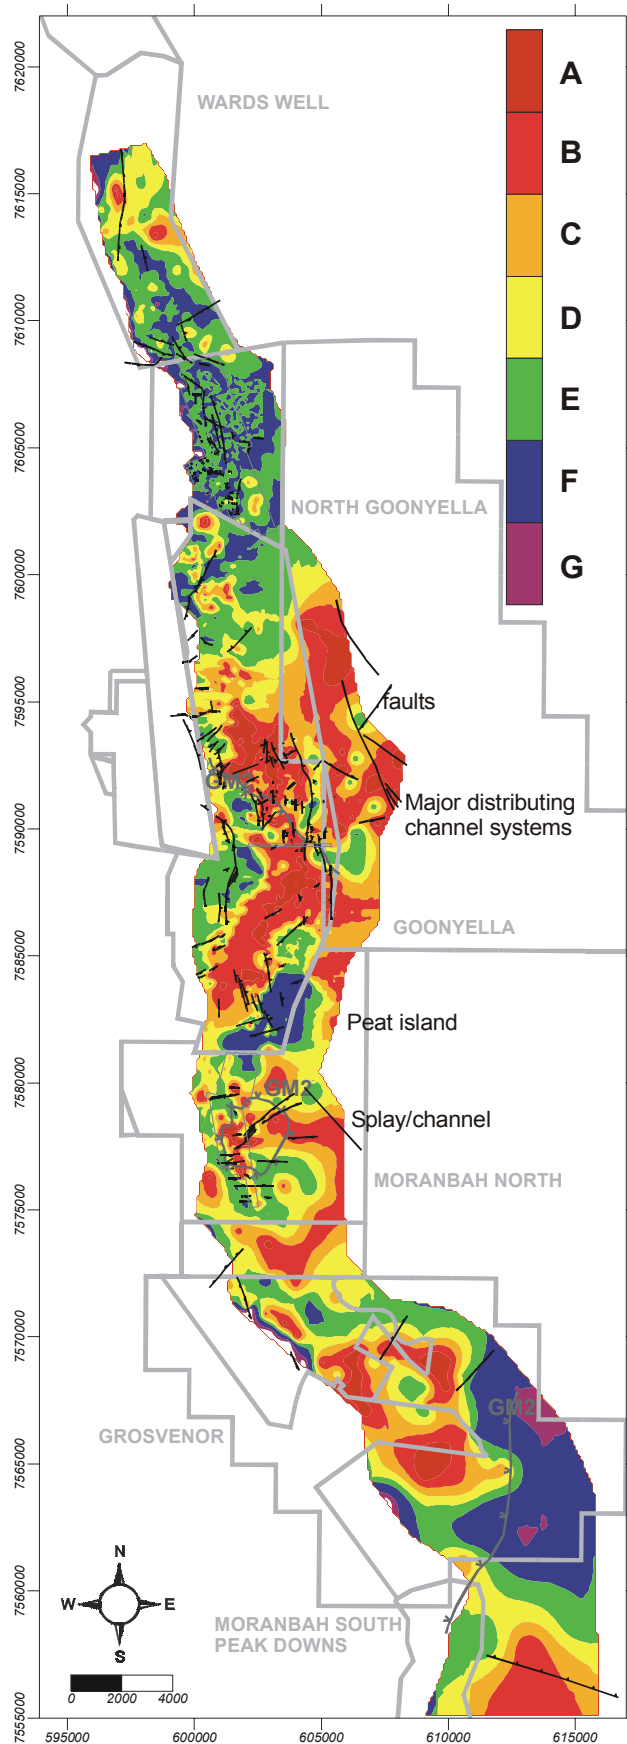 7620000
7615000
7610000
7605000
7600000
7595000
7590000
7585000
7580000
7575000
7570000
7565000
7560000
7555000
WARDS WELL
A
B
C
D
E
F
G
NORTH GOONYELLA
faults
GM2
Major distributing
channel systems
GOONYELLA
Peat island
GM2
Splay/channel
MORANBAH NORTH
GM2
GROSVENOR
N
W
E
S
MORANBAH SOUTH
PEAK DOWNS
0 2000 4000
595000 600000 605000 610000 615000